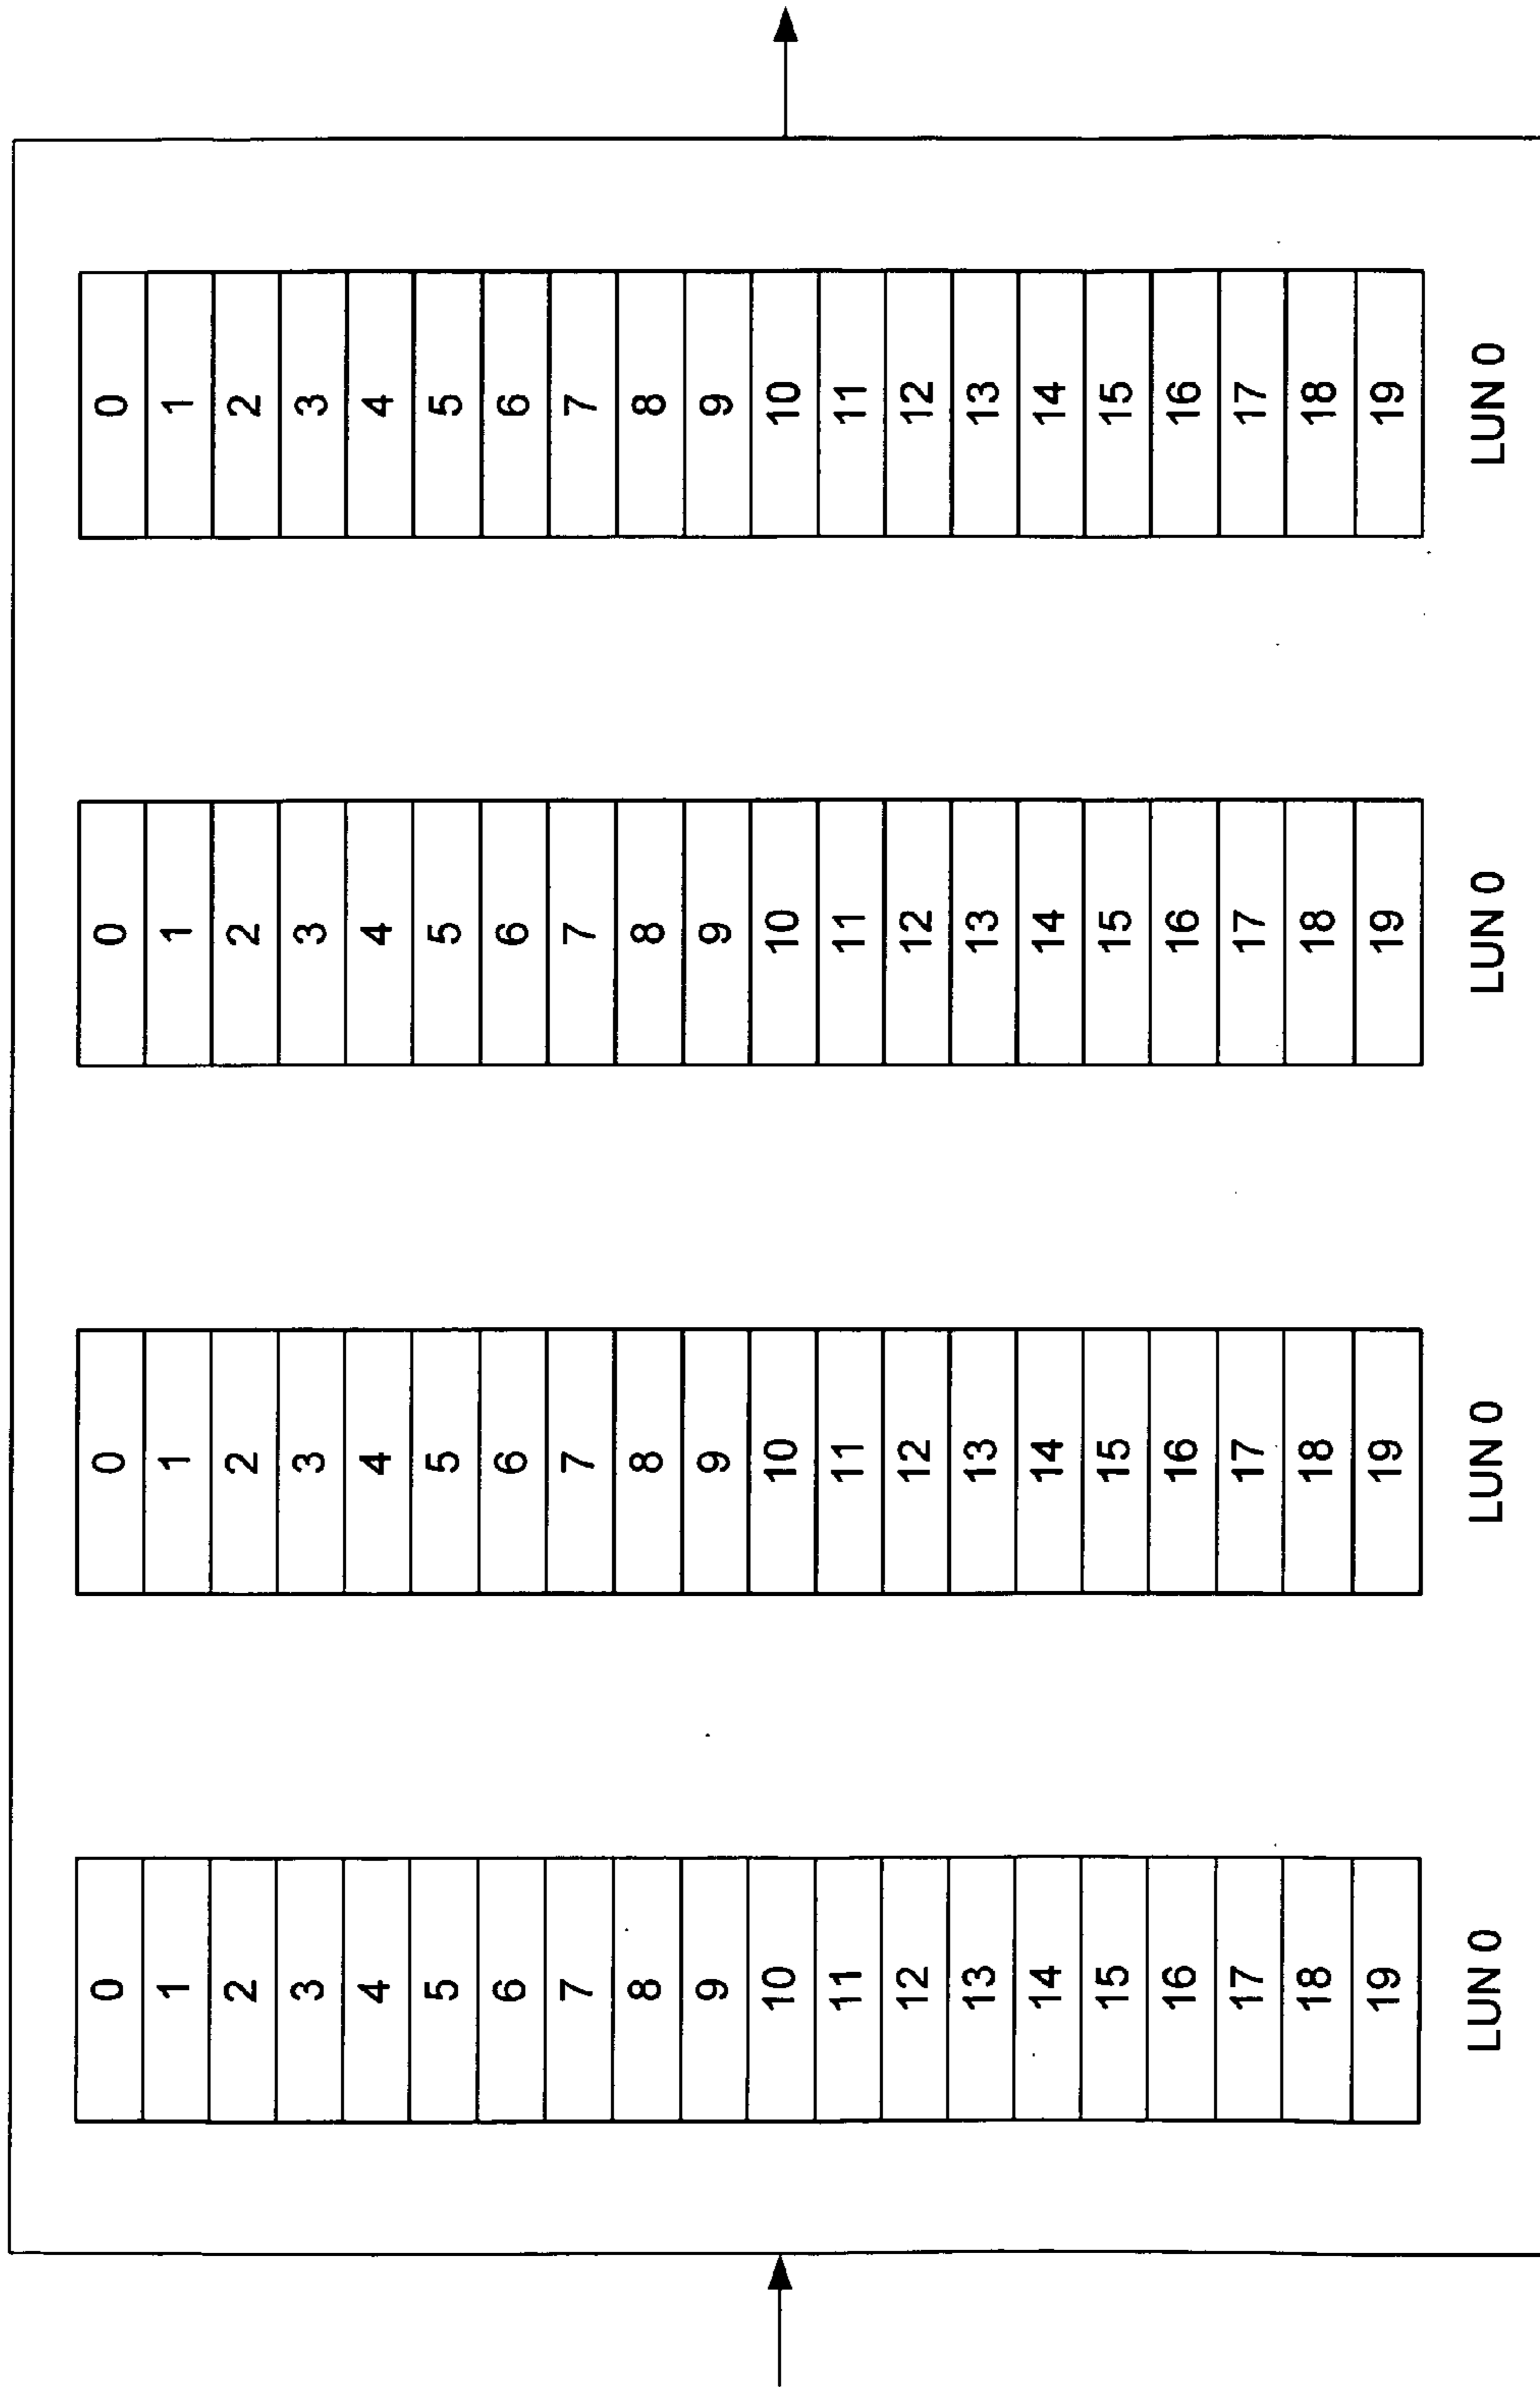 0 0 0 0
1 1 1 1
2 2 2 2
3 3 3 3
4 4 4 4
5 5 5 5
6 6 6 6
7 7 7 7
8 8 8 8
9 9 9 9
10 10 10 10
11 11 11 11
12 12 12 12
13 13 13 13
14 14 14 14
15 15 15 15
16 16 16 16
17 17 17 17
18 18 18 18
19 19 19 19
LUN 0 LUN 0 LUN 0 LUN 0